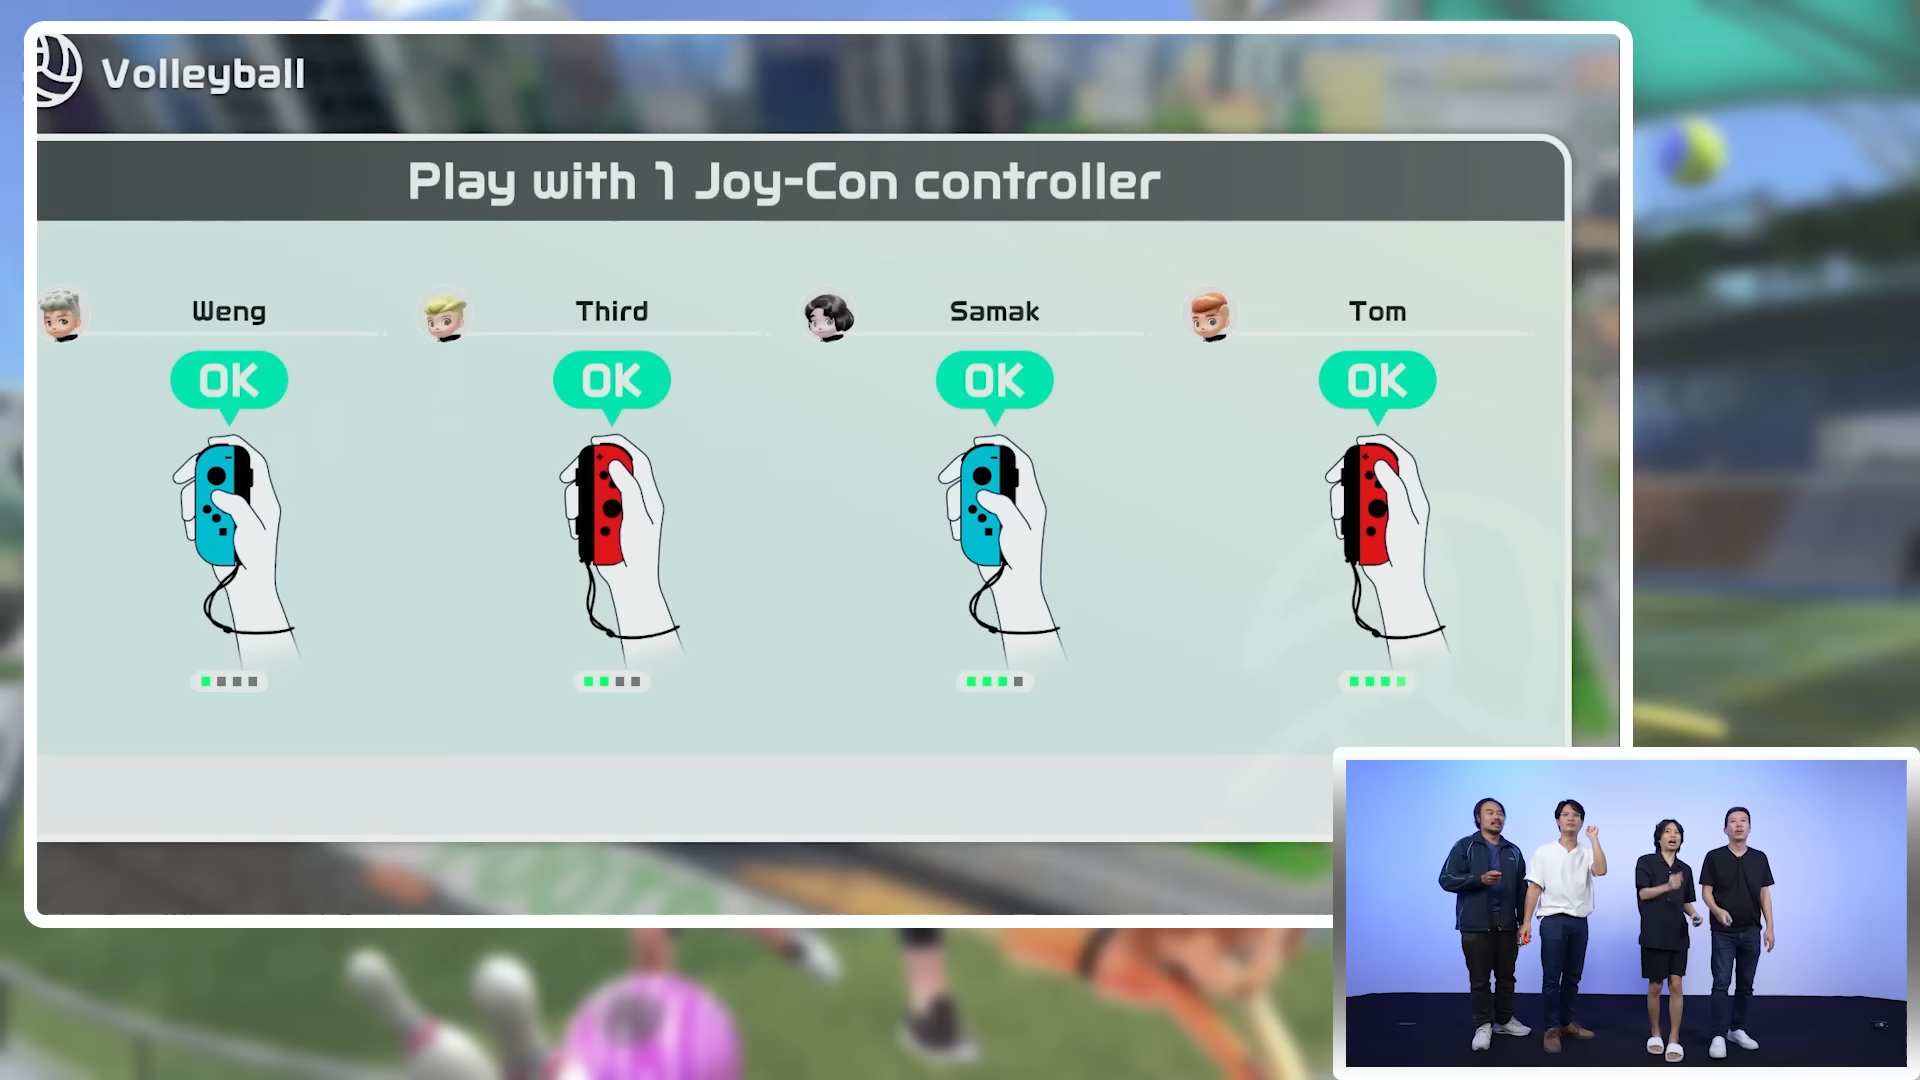 Volleyball
Play with 1 Joy-Con controller
Weng
Third
Samak
Tom
OK
OK
OK
OK